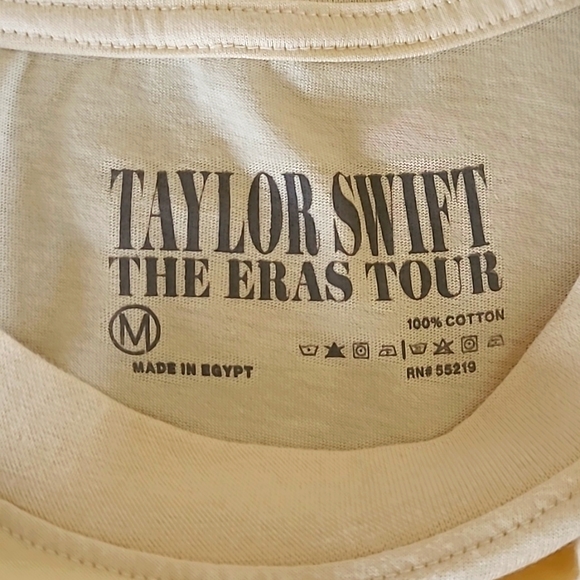 TAYLOR SWIFT
THE ERAS TOUR
M
100% COTTON
MADE IN EGYPT
RN# 55219